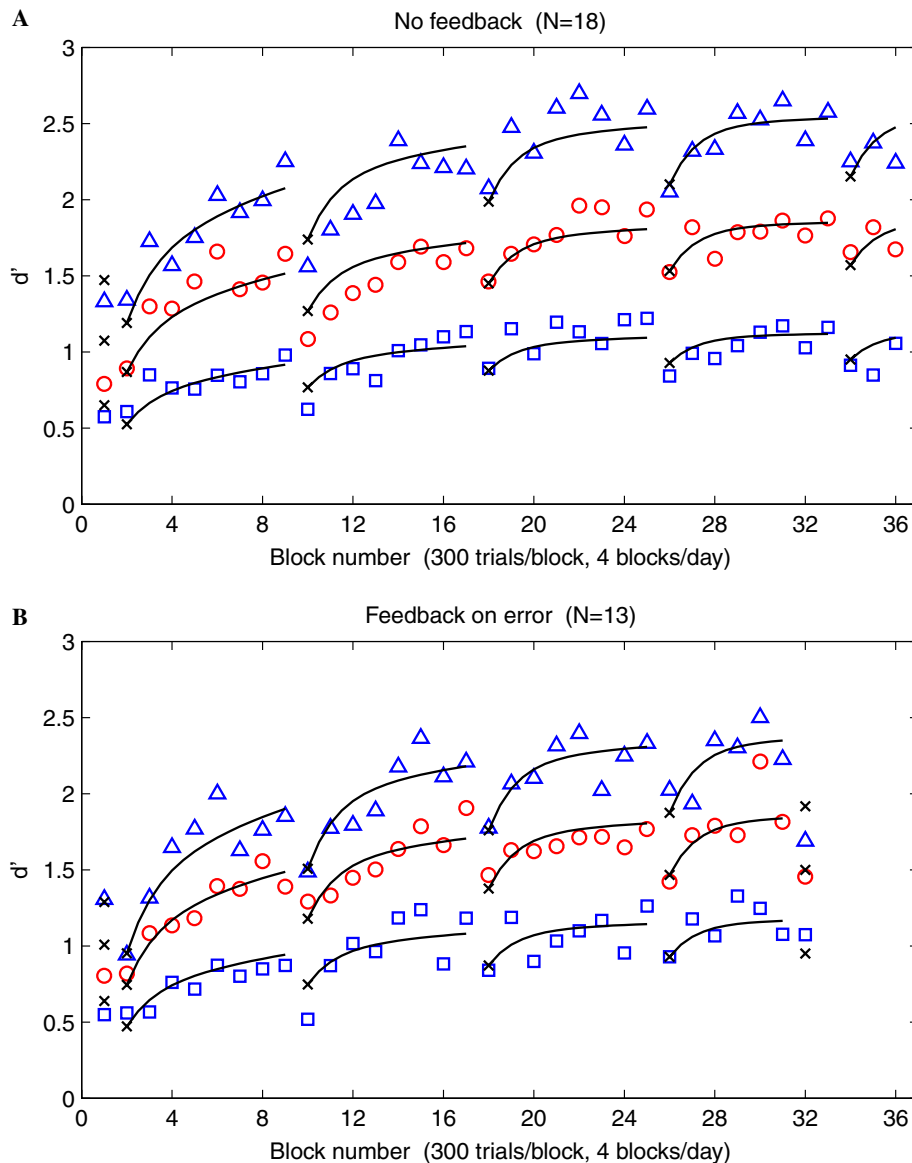 A
No feedback (N=18)
3
2.5
2
1.5
1
0.5
0
d'
0 4 8 12 16 20 24 28 32 36
Block number (300 trials/block, 4 blocks/day)
B
Feedback on error (N=13)
3
2.5
2
1.5
1
0.5
0
d'
0 4 8 12 16 20 24 28 32 36
Block number (300 trials/block, 4 blocks/day)